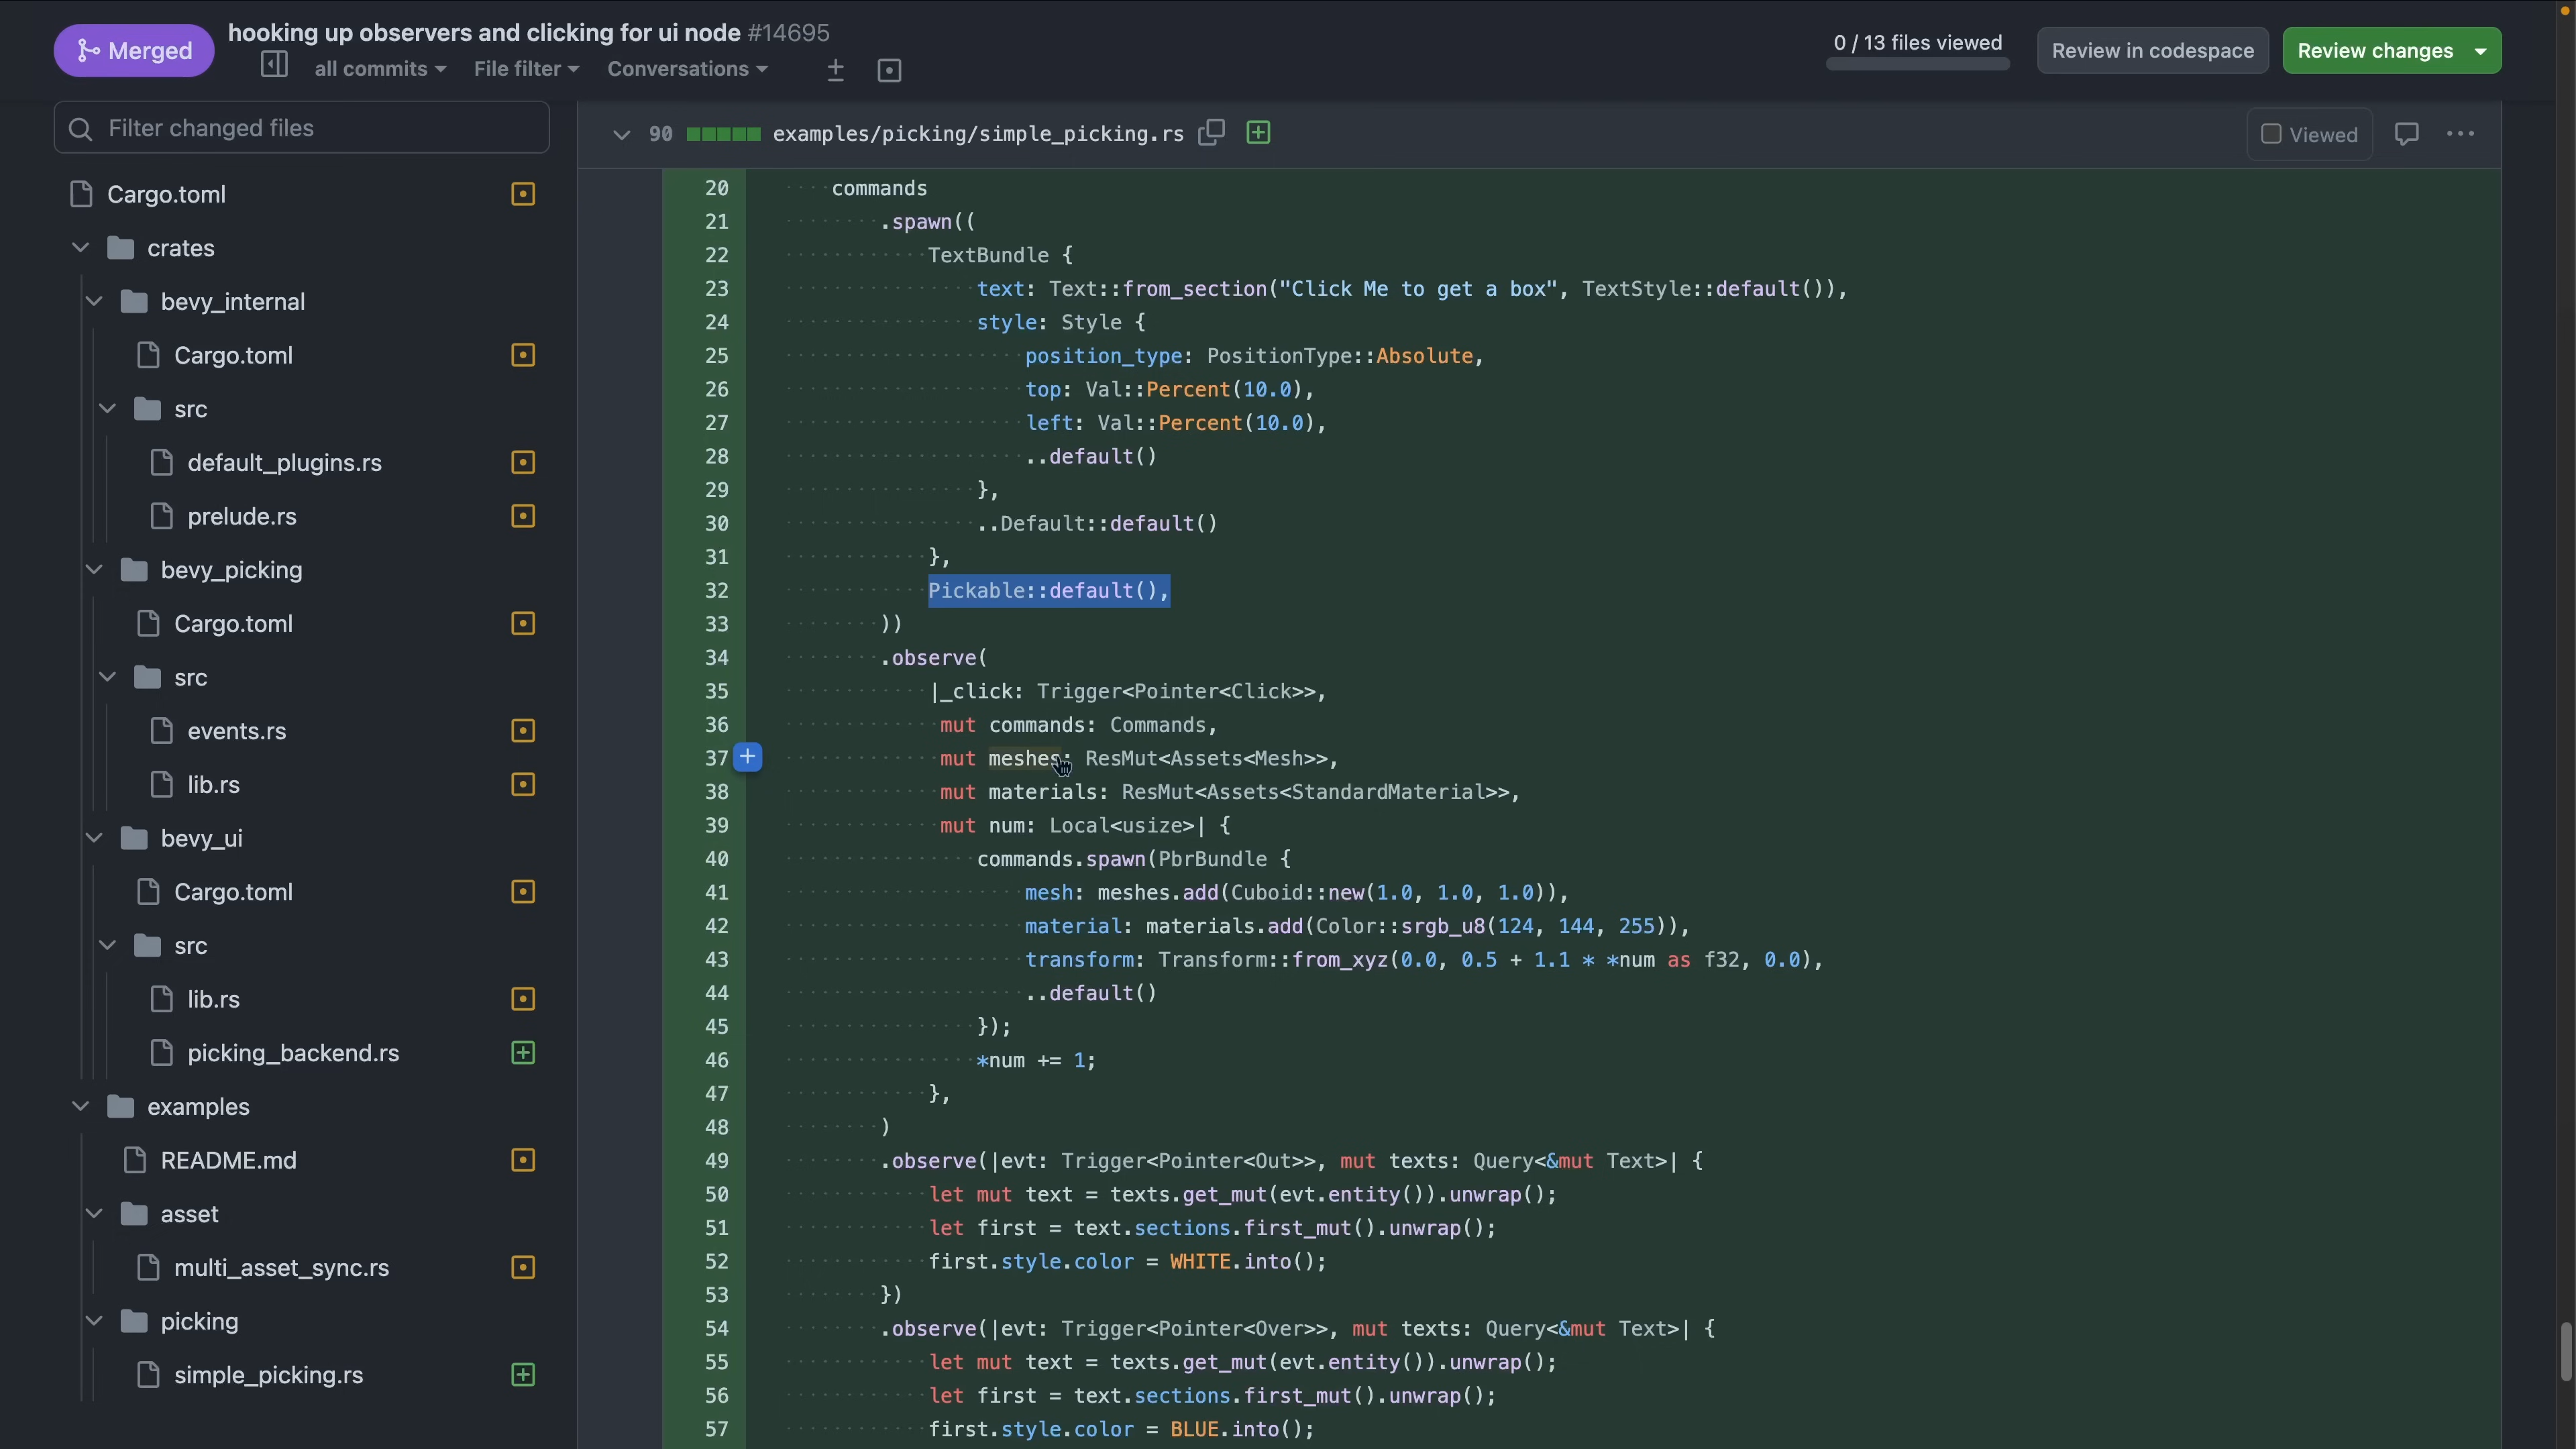 Merged
hooking up observers and clicking for ui node #14695
all commits File filter Conversations
0 / 13 files viewed
Review in codespace
Review changes
Filter changed files
Cargo.toml
crates
bevy_internal
Cargo.toml
src
default_plugins.rs
prelude.rs
bevy_picking
Cargo.toml
src
events.rs
lib.rs
bevy_ui
Cargo.toml
src
lib.rs
picking_backend.rs
examples
README.md
asset
multi_asset_sync.rs
picking
simple_picking.rs
90 examples/picking/simple_picking.rs
Viewed
20 commands
21 .spawn((
22 TextBundle {
23 text: Text::from_section("Click Me to get a box", TextStyle::default()),
24 style: Style {
25 position_type: PositionType::Absolute,
26 top: Val::Percent(10.0),
27 left: Val::Percent(10.0),
28 ..default()
29 },
30 ..Default::default()
31 },
32 Pickable::default(),
33 ))
34 .observe(
35 |_click: Trigger<Pointer<Click>>,
36 mut commands: Commands,
37 mut meshes: ResMut<Assets<Mesh>>,
38 mut materials: ResMut<Assets<StandardMaterial>>,
39 mut num: Local<usize>| {
40 commands.spawn(PbrBundle {
41 mesh: meshes.add(Cuboid::new(1.0, 1.0, 1.0)),
42 material: materials.add(Color::srgb_u8(124, 144, 255)),
43 transform: Transform::from_xyz(0.0, 0.5 + 1.1 * *num as f32, 0.0),
44 ..default()
45 });
46 *num += 1;
47 },
48 )
49 .observe(|evt: Trigger<Pointer<Out>>, mut texts: Query<&mut Text>| {
50 let mut text = texts.get_mut(evt.entity()).unwrap();
51 let first = text.sections.first_mut().unwrap();
52 first.style.color = WHITE.into();
53 })
54 .observe(|evt: Trigger<Pointer<Over>>, mut texts: Query<&mut Text>| {
55 let mut text = texts.get_mut(evt.entity()).unwrap();
56 let first = text.sections.first_mut().unwrap();
57 first.style.color = BLUE.into();